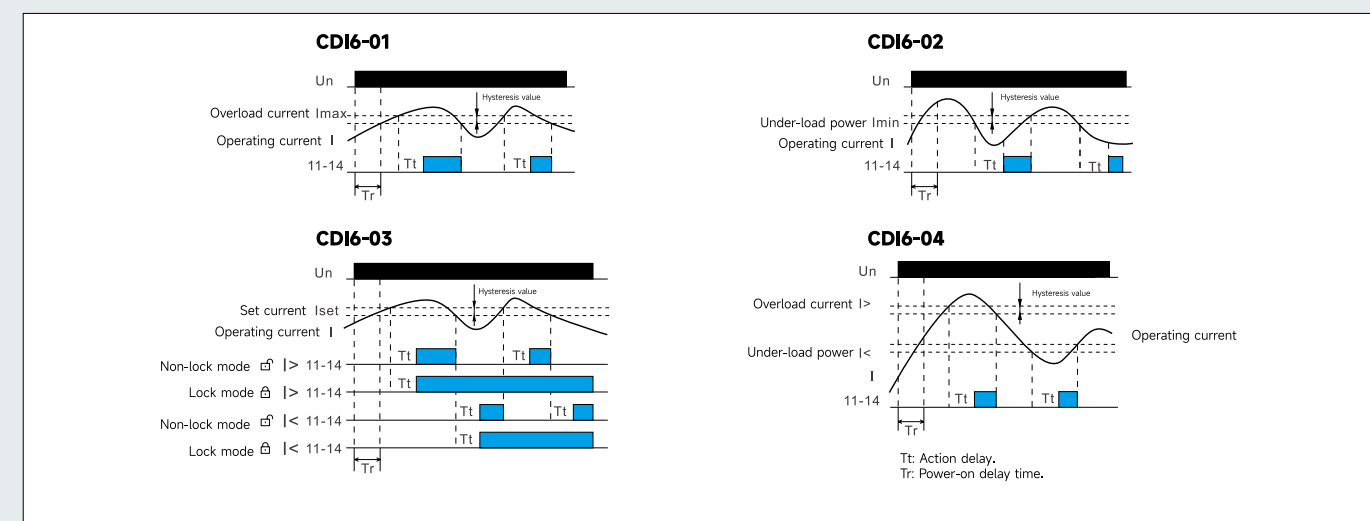 CDI6-01
Un
Hysteresis value
Overload current Imax
Operating current I
11-14 Tt Tt
Tr
CDI6-02
Un
Hysteresis value
Under-load power Imin
Operating current I
11-14 Tt Tt
Tr
CDI6-03
Un
Hysteresis value
Set current Iset
Operating current I
Non-lock mode I> 11-14 Tt Tt
Lock mode I> 11-14 Tt
Non-lock mode I< 11-14 Tt Tt
Lock mode I< 11-14 Tt
Tr
CDI6-04
Un
Hysteresis value
Overload current I>
Operating current
Under-load power I<
I
11-14 Tt Tt
Tr
Tt: Action delay.
Tr: Power-on delay time.